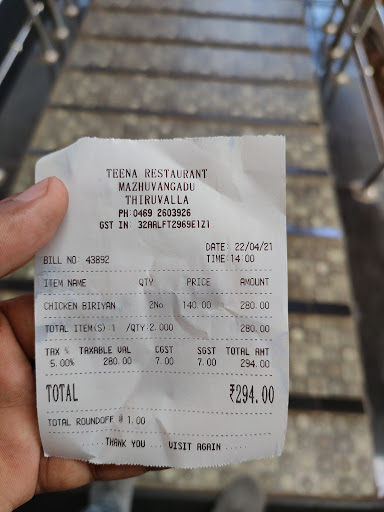 TEENA RESTAURANT
MAZHUVANGADU
THIRUVALLA
PH:0469 2603926
GST IN: 32AALFT2969E1Z1
DATE: 22/04/21
BILL NO: 43892 TIME:14:00
ITEM NAME QTY PRICE AMOUNT
CHICKEN BIRIYAN 2No 140.00 280.00
TOTAL ITEM(S) 1 /QTY:2.000 280.00
TAX % TAXABLE VAL CGST SGST TOTAL AMT
5.00% 280.00 7.00 7.00 294.00
TOTAL ₹294.00
TOTAL ROUNDOFF @ 1.00
.....THANK YOU ... VISIT AGAIN .....